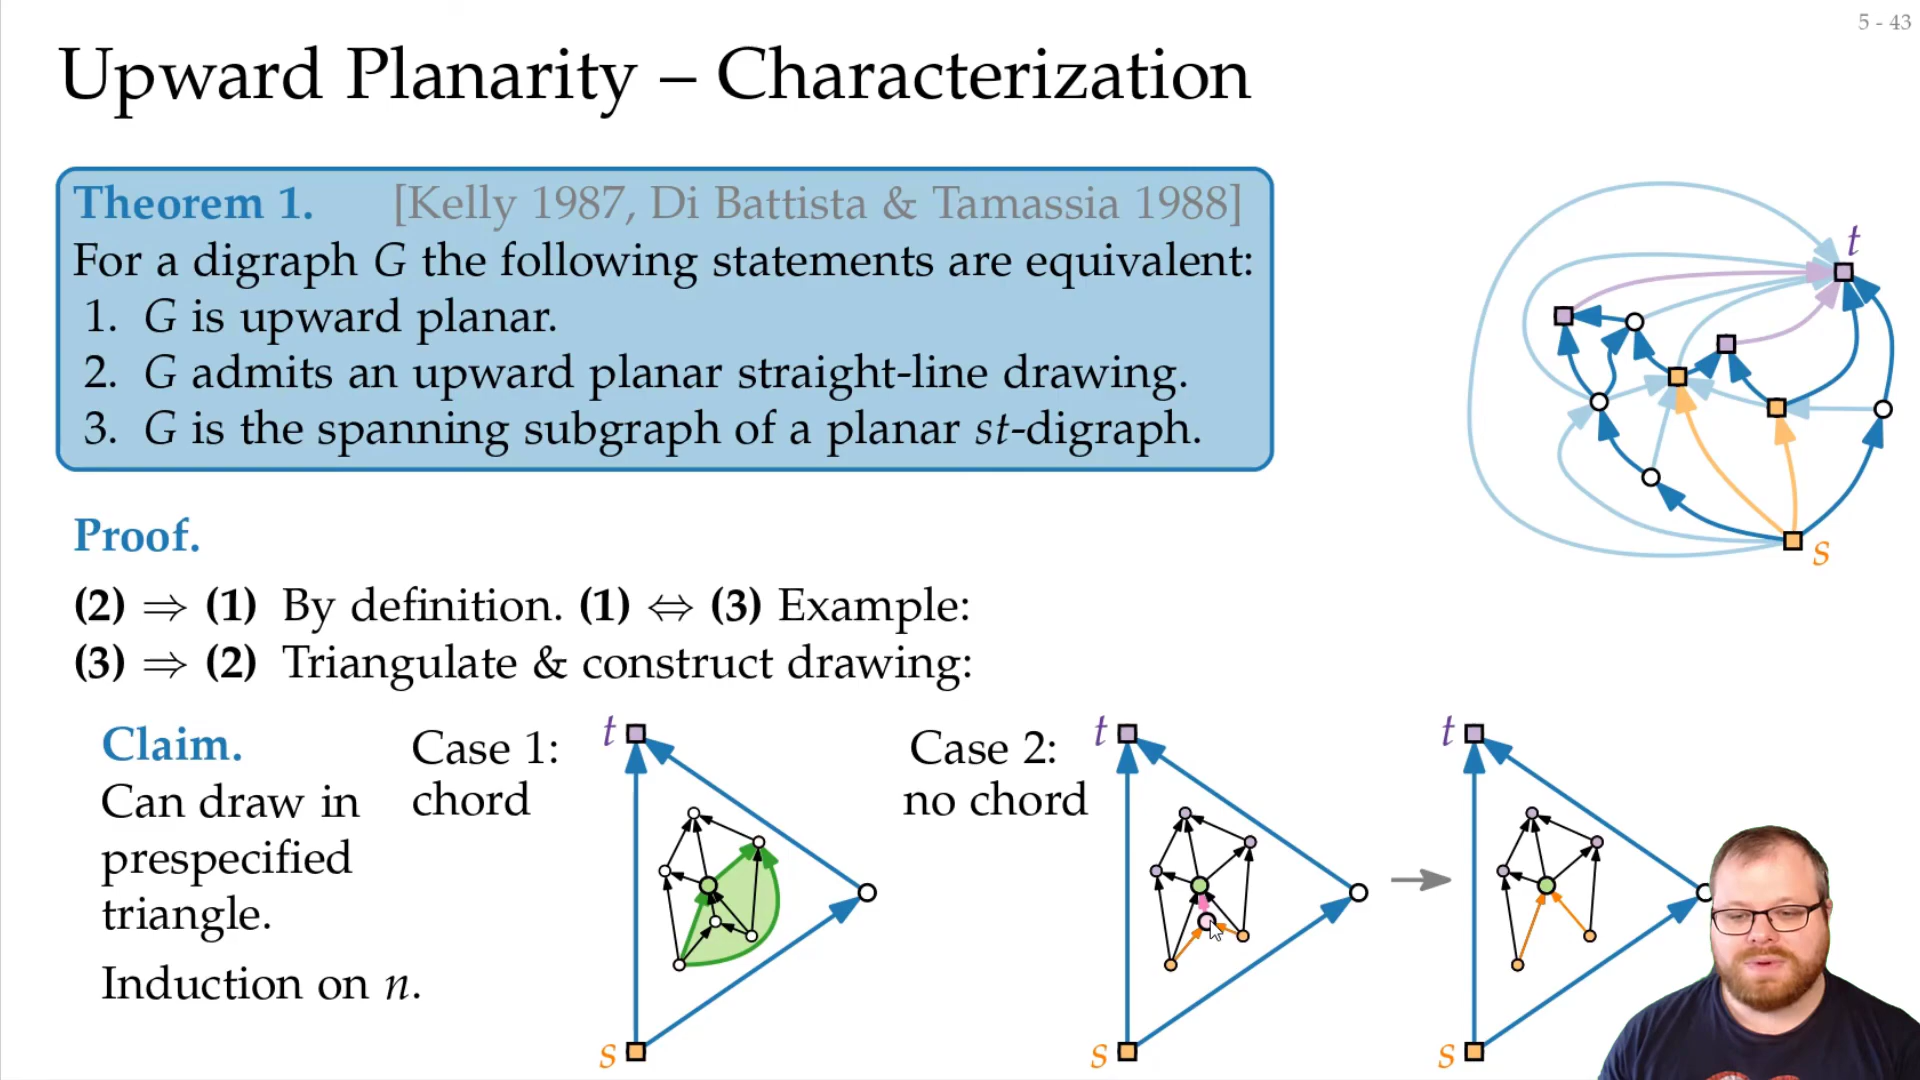 5 - 43
Upward Planarity – Characterization
Theorem 1. [Kelly 1987, Di Battista & Tamassia 1988]
For a digraph G the following statements are equivalent:
1. G is upward planar.
2. G admits an upward planar straight-line drawing.
3. G is the spanning subgraph of a planar st-digraph.
t
s
Proof.
(2) ⇒ (1) By definition. (1) ⇔ (3) Example:
(3) ⇒ (2) Triangulate & construct drawing:
Claim.
Can draw in
prespecified
triangle.
Induction on n.
Case 1:
chord
t
s
Case 2:
no chord
t
s
t
s